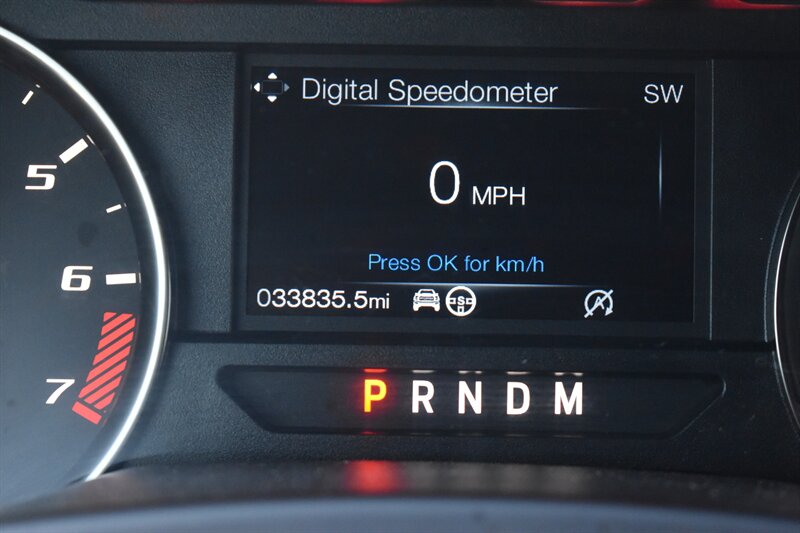 Digital Speedometer SW
5
0 MPH
6
Press OK for km/h
033835.5mi S A
7
P R N D M